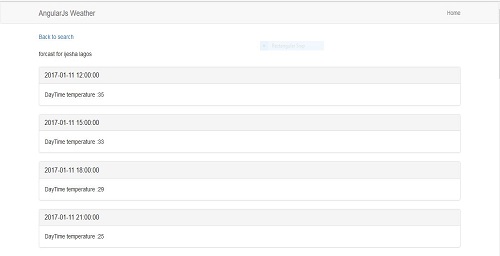 AngularJs Weather
Home
Back to search
forcast for ijesha lagos
2017-01-11 12:00:00
DayTime temperature :35
2017-01-11 15:00:00
DayTime temperature :33
2017-01-11 18:00:00
DayTime temperature :29
2017-01-11 21:00:00
DayTime temperature :25